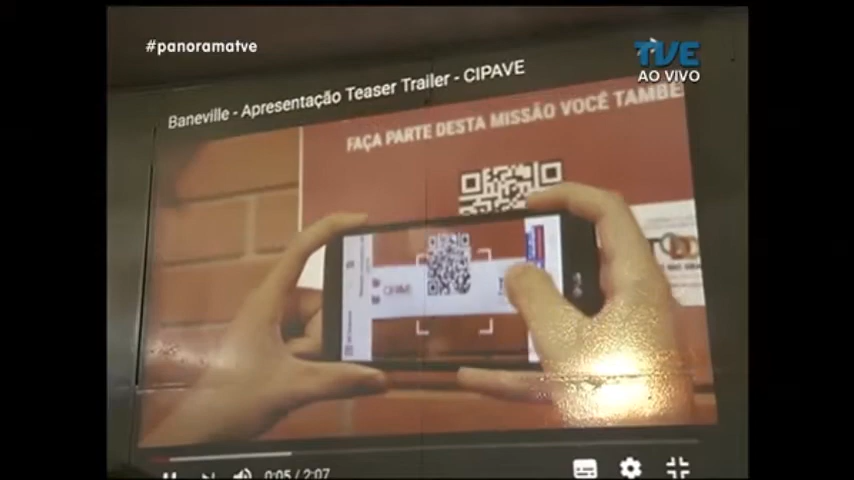 #panoramatve
TVE
AO VIVO
Baneville - Apresentação Teaser Trailer - CIPAVE
FAÇA PARTE DESTA MISSÃO VOCÊ TAMBÉ
CIPAVE
0:05 / 2:07